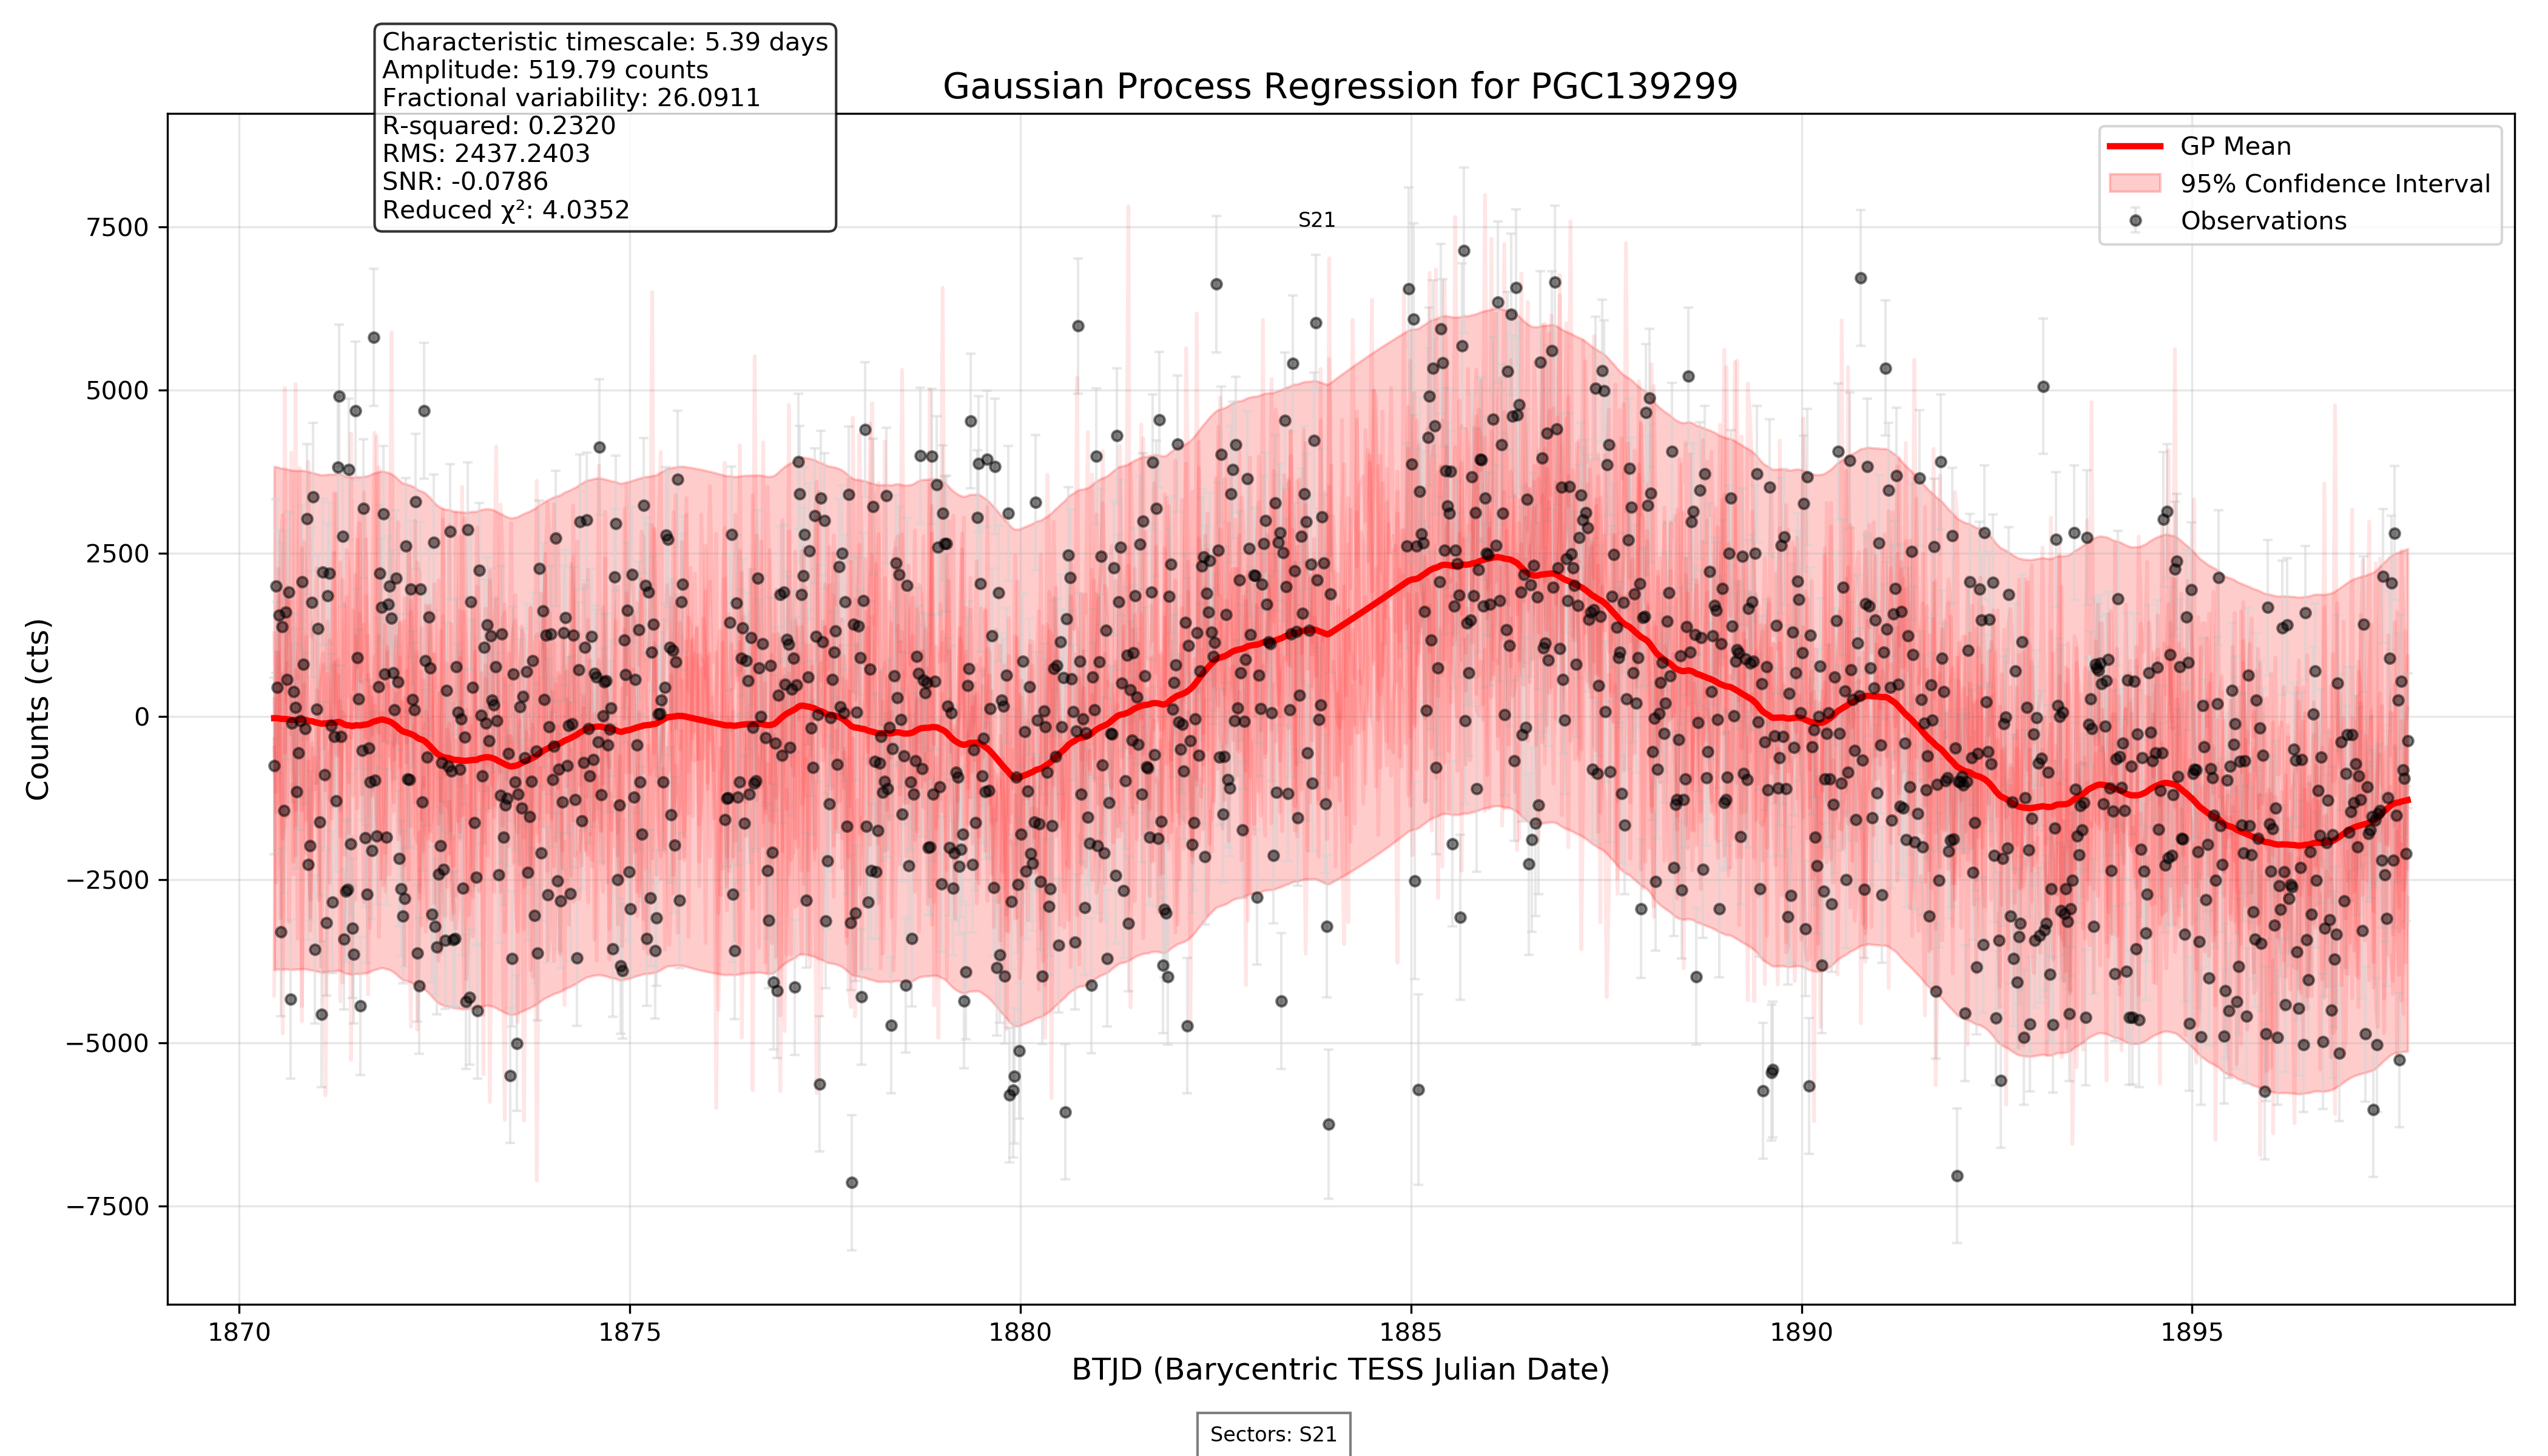 Characteristic timescale: 5.39 days
Amplitude: 519.79 counts
Fractional variability: 26.0911
R-squared: 0.2320
RMS: 2437.2403
SNR: -0.0786
Reduced χ²: 4.0352
Gaussian Process Regression for PGC139299
GP Mean
95% Confidence Interval
Observations
S21
Counts (cts)
7500
5000
2500
0
−2500
−5000
−7500
1870 1875 1880 1885 1890 1895
BTJD (Barycentric TESS Julian Date)
Sectors: S21